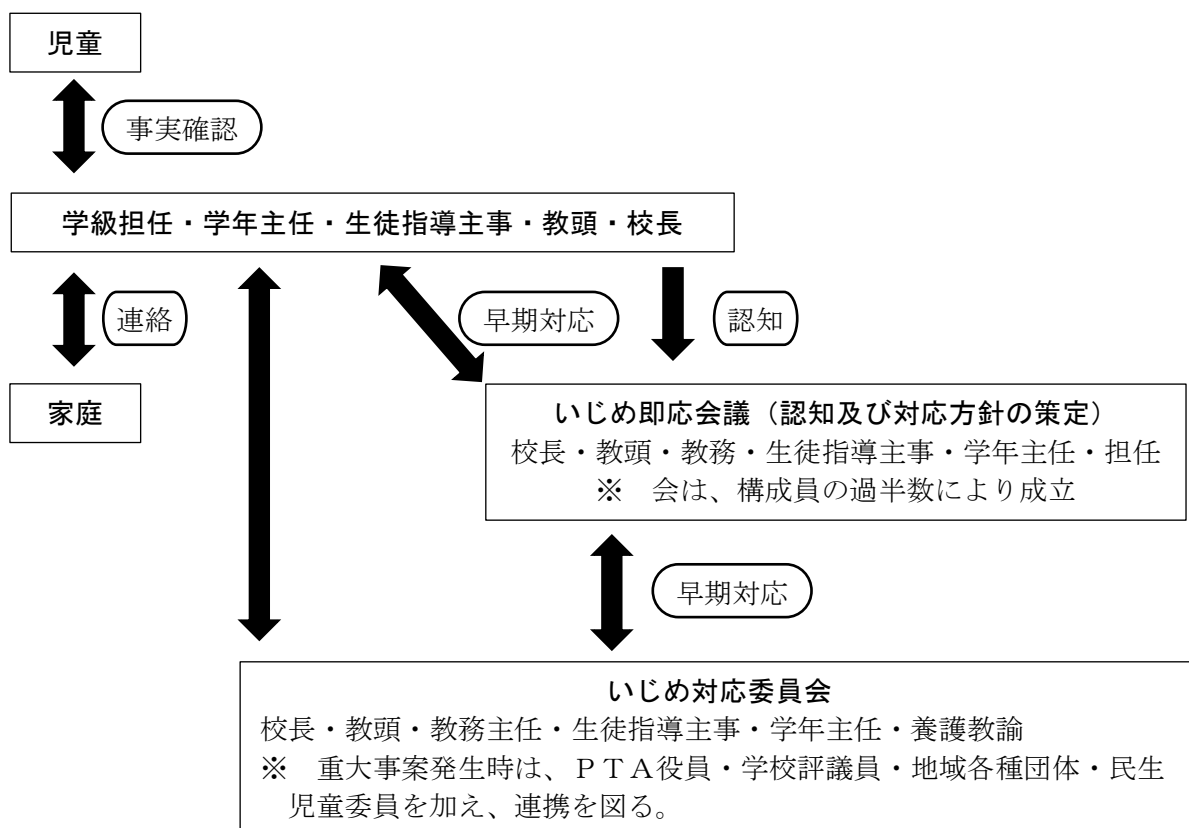 児童
事実確認
学級担任・学年主任・生徒指導主事・教頭・校長
連絡
早期対応
認知
家庭
いじめ即応会議（認知及び対応方針の策定）
校長・教頭・教務・生徒指導主事・学年主任・担任
※　会は、構成員の過半数により成立
早期対応
いじめ対応委員会
校長・教頭・教務主任・生徒指導主事・学年主任・養護教諭
※　重大事案発生時は、ＰＴＡ役員・学校評議員・地域各種団体・民生
児童委員を加え、連携を図る。